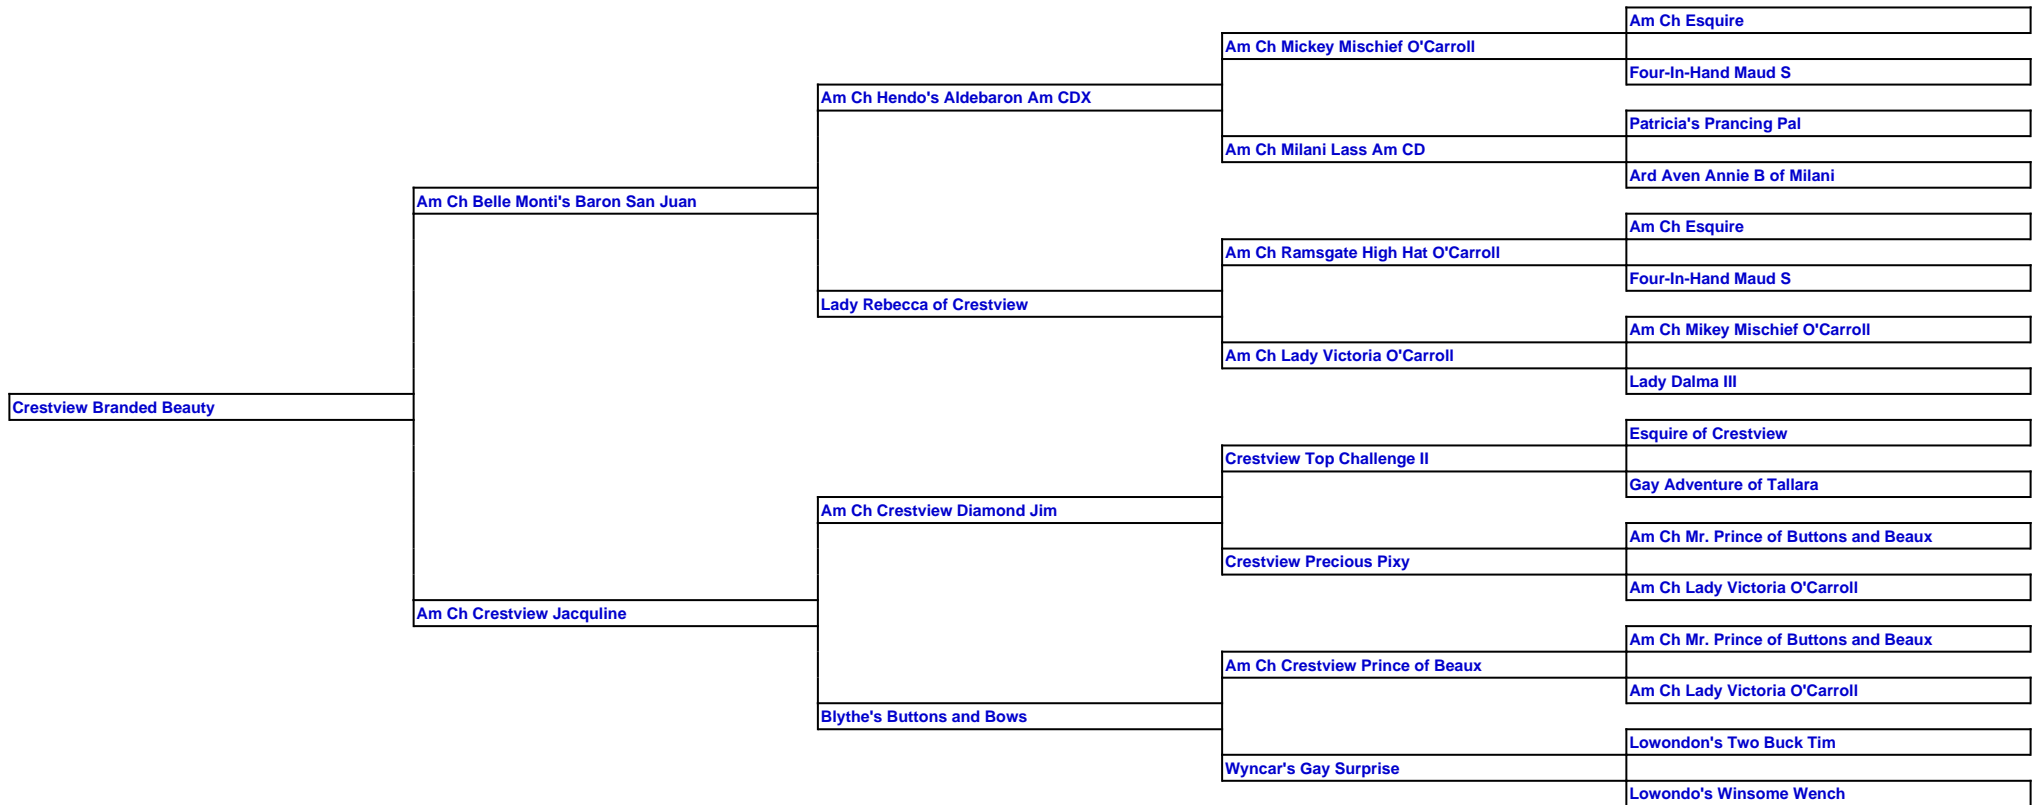 Am Ch Esquire
Am Ch Mickey Mischief O'Carroll
Four-In-Hand Maud S
Am Ch Hendo's Aldebaron Am CDX
Patricia's Prancing Pal
Am Ch Milani Lass Am CD
Ard Aven Annie B of Milani
Am Ch Belle Monti's Baron San Juan
Am Ch Esquire
Am Ch Ramsgate High Hat O'Carroll
Four-In-Hand Maud S
Lady Rebecca of Crestview
Am Ch Mikey Mischief O'Carroll
Am Ch Lady Victoria O'Carroll
Lady Dalma III
Crestview Branded Beauty
Esquire of Crestview
Crestview Top Challenge II
Gay Adventure of Tallara
Am Ch Crestview Diamond Jim
Am Ch Mr. Prince of Buttons and Beaux
Crestview Precious Pixy
Am Ch Lady Victoria O'Carroll
Am Ch Crestview Jacquline
Am Ch Mr. Prince of Buttons and Beaux
Am Ch Crestview Prince of Beaux
Am Ch Lady Victoria O'Carroll
Blythe's Buttons and Bows
Lowondon's Two Buck Tim
Wyncar's Gay Surprise
Lowondo's Winsome Wench